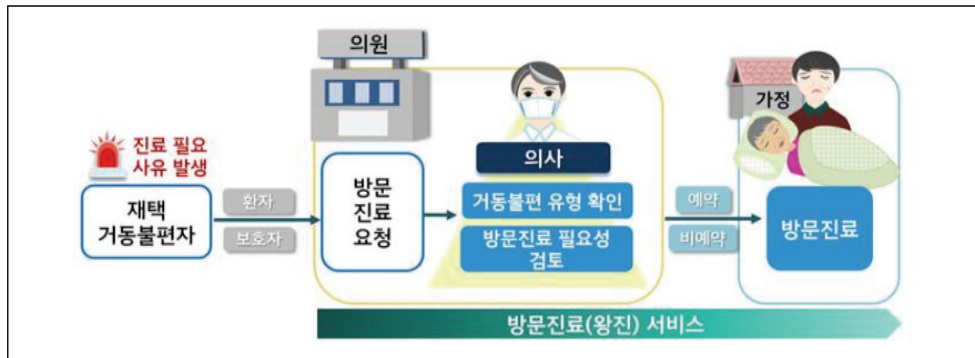 의원
가정
진료 필요
사유 발생
의사
재택
거동불편자
환자
보호자
방문
진료
요청
거동불편 유형 확인
방문진료 필요성
검토
예약
비예약
방문진료
방문진료(왕진) 서비스